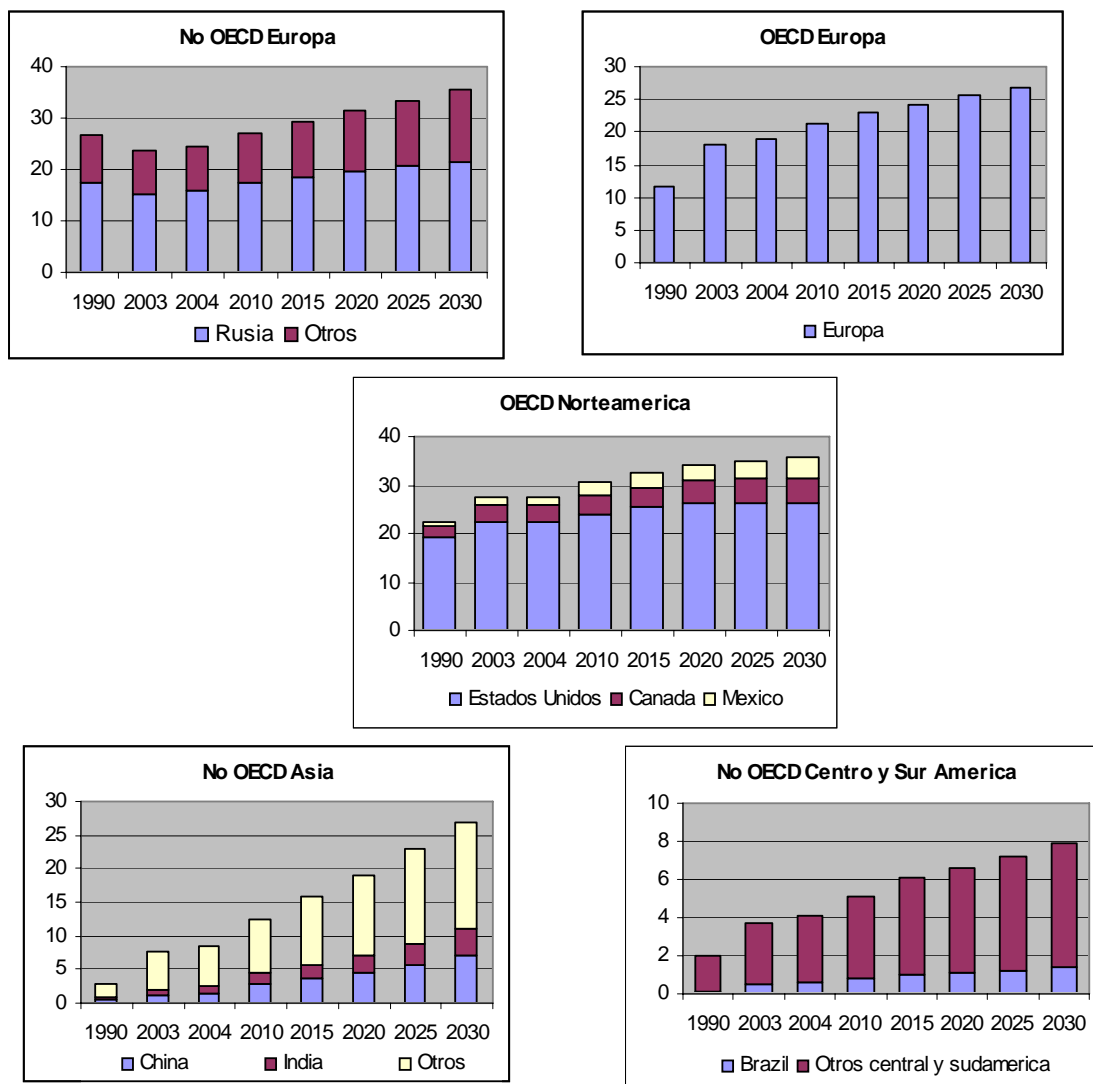 No OECD Europa
40
30
20
10
0
1990 2003 2004 2010 2015 2020 2025 2030
Rusia Otros
OECD Europa
30
25
20
15
10
5
0
1990 2003 2004 2010 2015 2020 2025 2030
Europa
OECD Norteamerica
40
30
20
10
0
1990 2003 2004 2010 2015 2020 2025 2030
Estados Unidos Canada Mexico
No OECD Asia
30
25
20
15
10
5
0
1990 2003 2004 2010 2015 2020 2025 2030
China India Otros
No OECD Centro y Sur America
10
8
6
4
2
0
1990 2003 2004 2010 2015 2020 2025 2030
Brazil Otros central y sudamerica